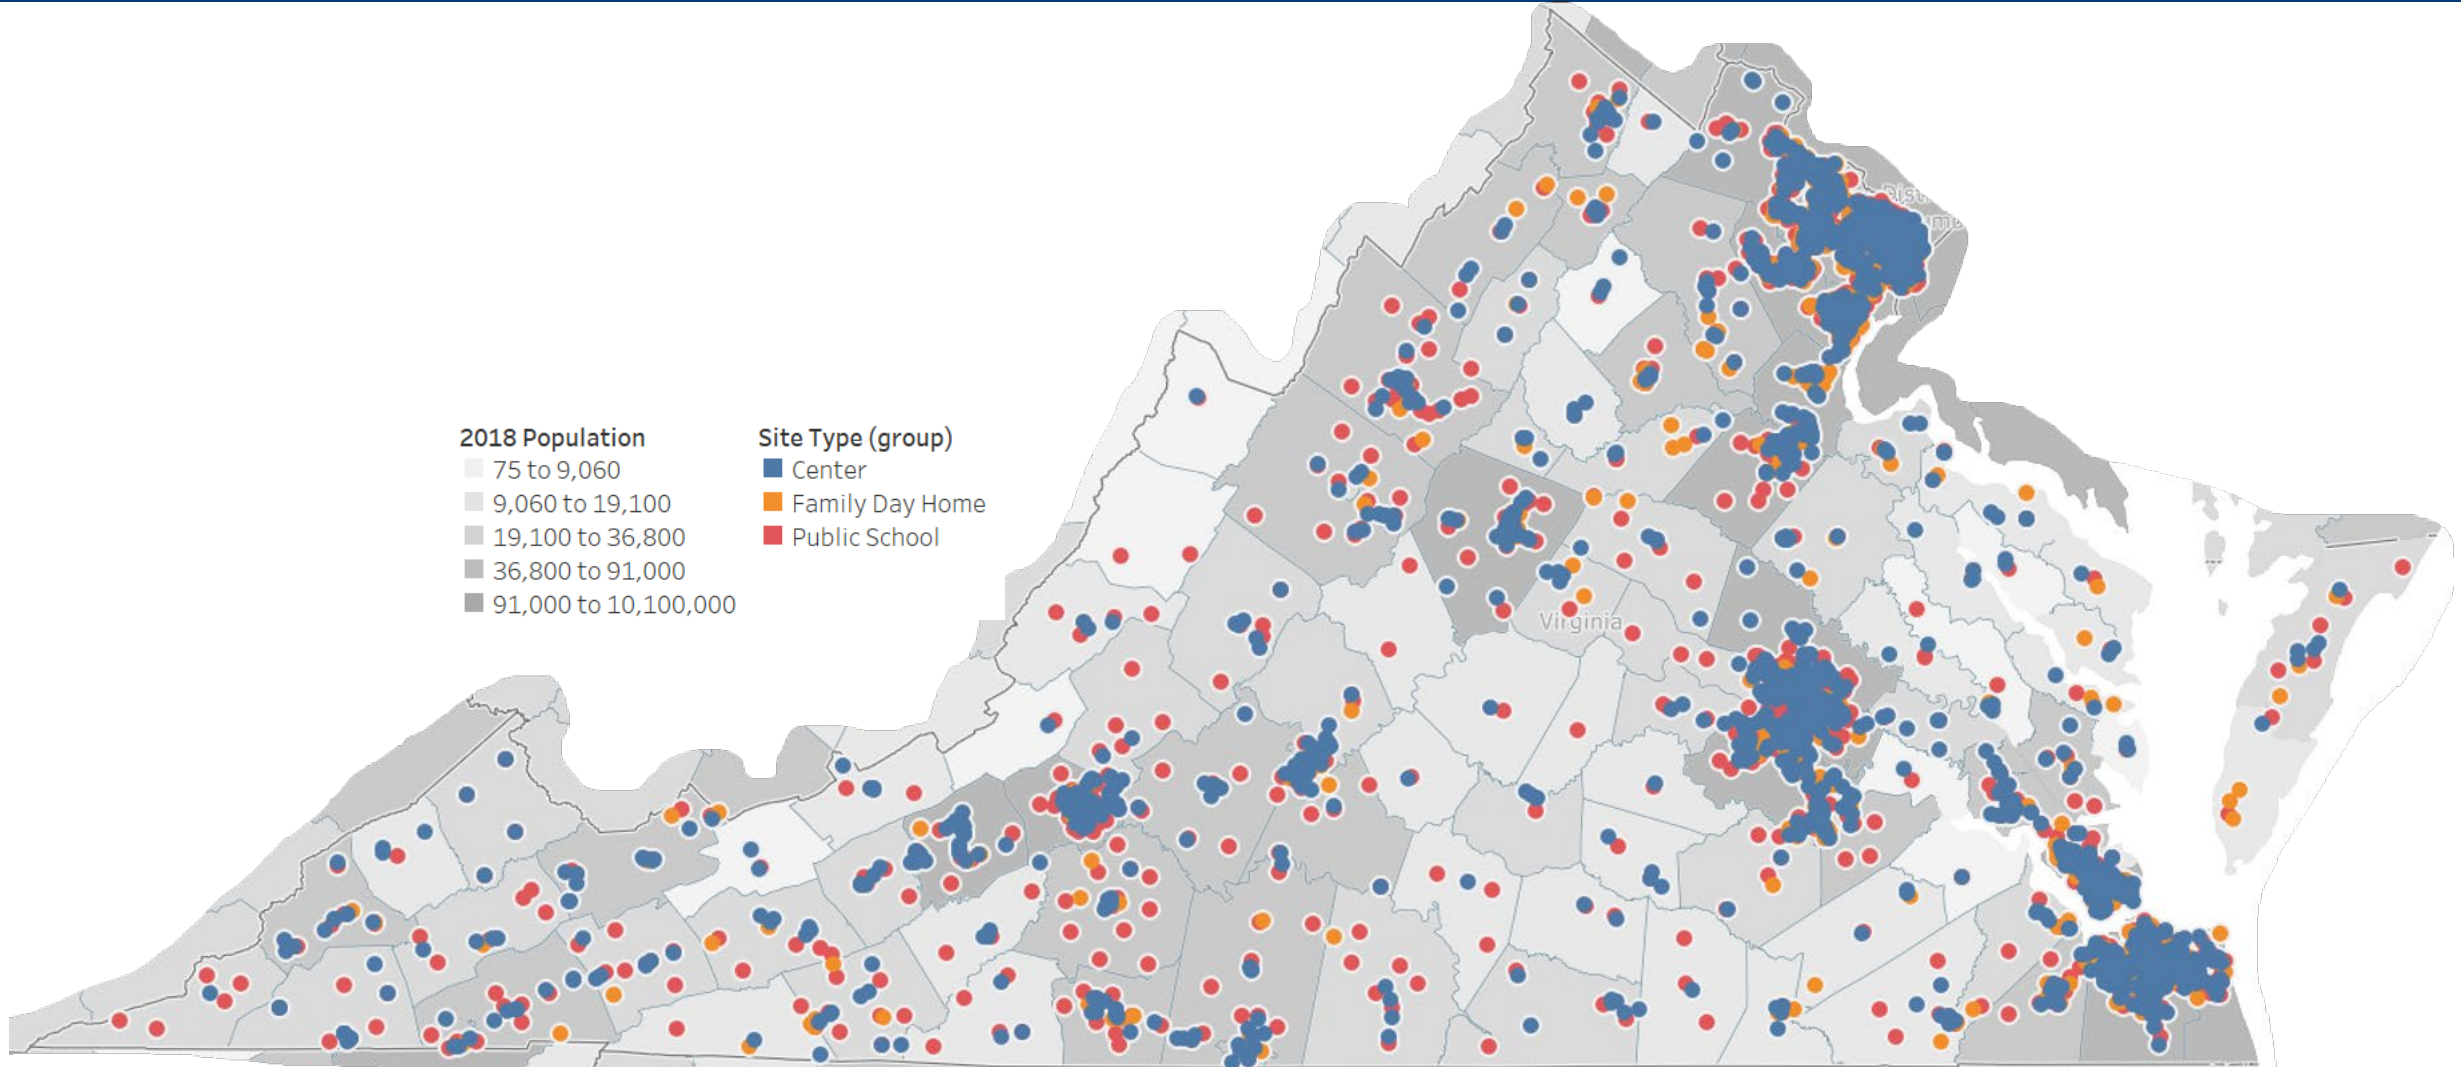 2018 Population
75 to 9,060
9,060 to 19,100
19,100 to 36,800
36,800 to 91,000
91,000 to 10,100,000
Site Type (group)
Center
Family Day Home
Public School
Virginia